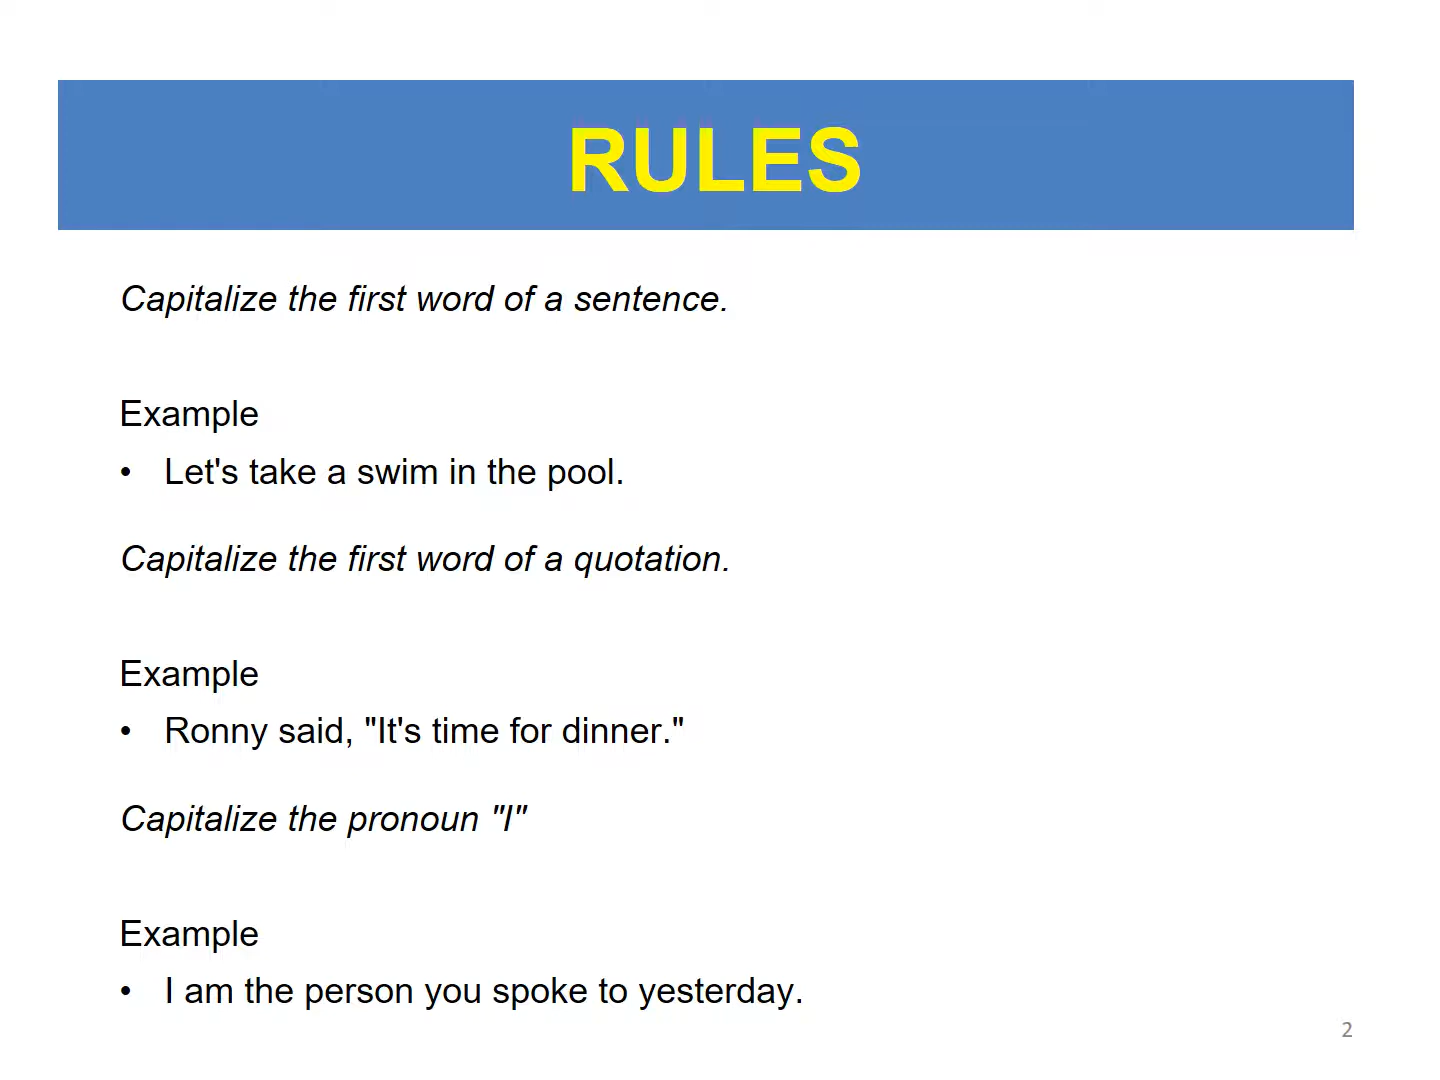 RULES
Capitalize the first word of a sentence.
Example
• Let's take a swim in the pool.
Capitalize the first word of a quotation.
Example
• Ronny said, "It's time for dinner."
Capitalize the pronoun "I"
Example
• I am the person you spoke to yesterday.
2